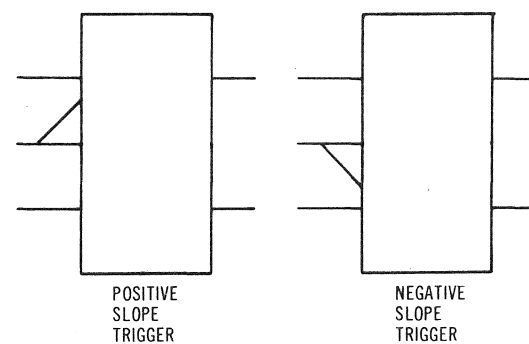 POSITIVE
SLOPE
TRIGGER
NEGATIVE
SLOPE
TRIGGER